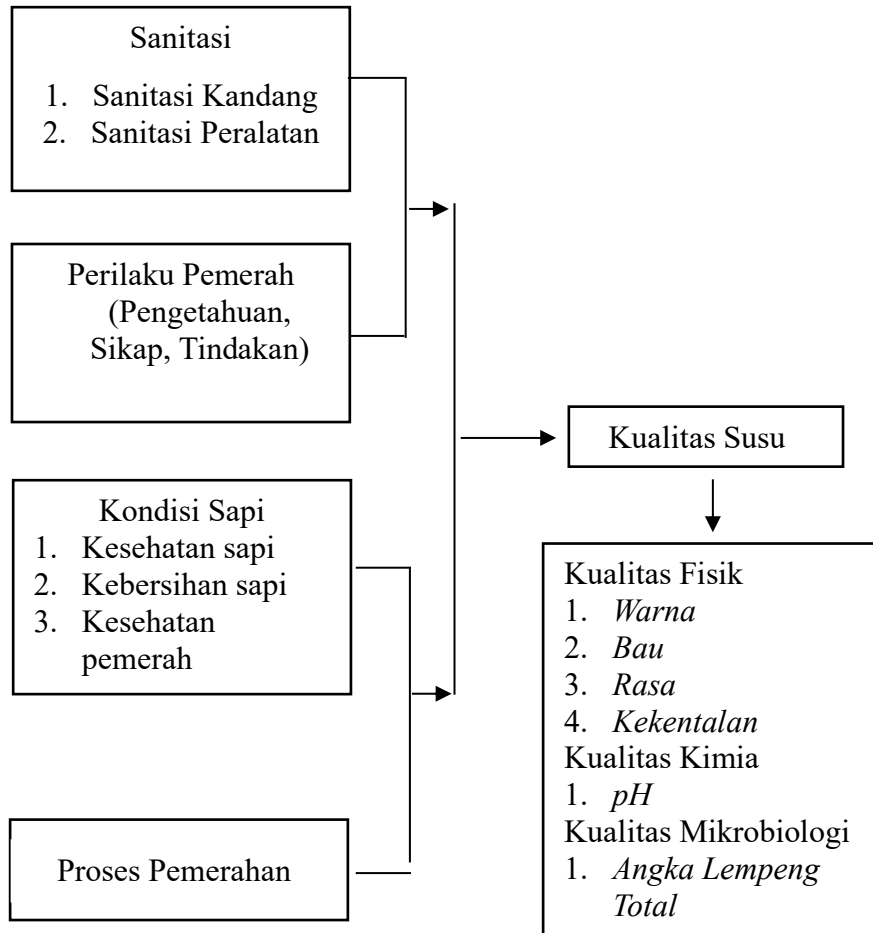 Sanitasi
1. Sanitasi Kandang
2. Sanitasi Peralatan
Perilaku Pemerah
(Pengetahuan,
Sikap, Tindakan)
Kondisi Sapi
1. Kesehatan sapi
2. Kebersihan sapi
3. Kesehatan
pemerah
Proses Pemerahan
Kualitas Susu
Kualitas Fisik
1. Warna
2. Bau
3. Rasa
4. Kekentalan
Kualitas Kimia
1. pH
Kualitas Mikrobiologi
1. Angka Lempeng
Total